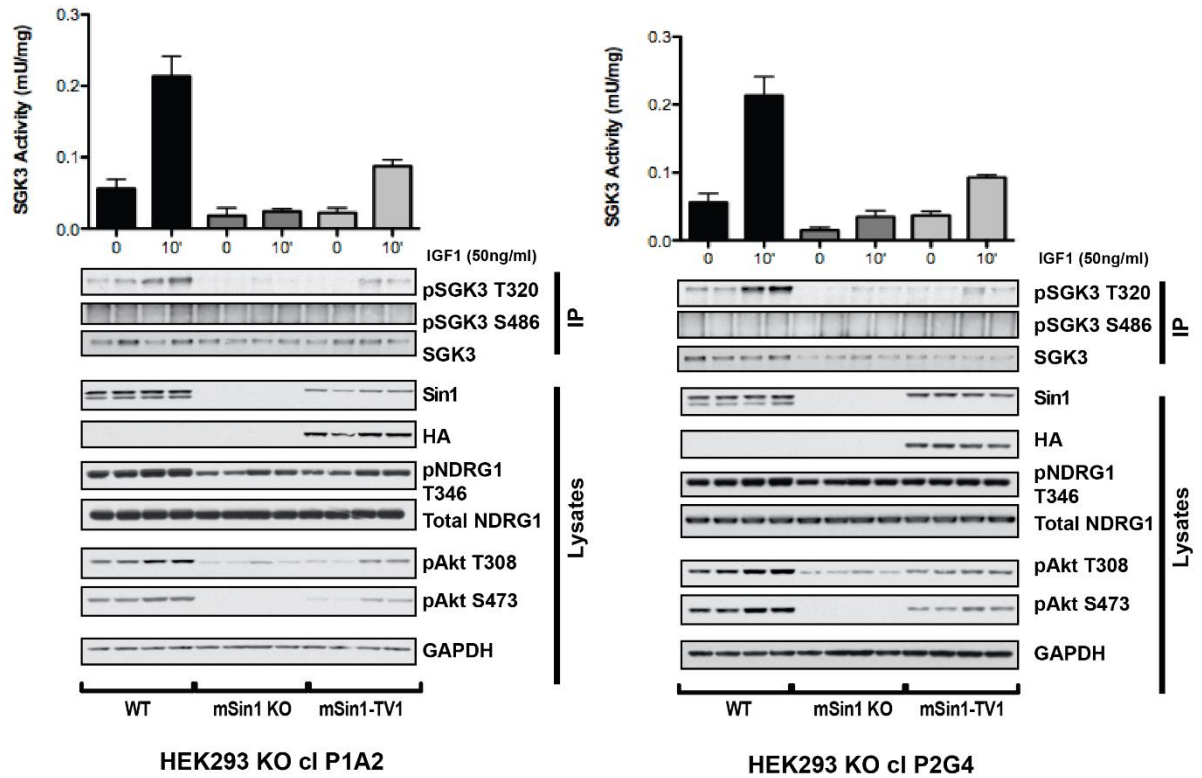 0.3
0.2
0.1
0.0
SGK3 Activity (mU/mg)
0 10' 0 10' 0 10'
IGF1 (50ng/ml)
pSGK3 T320
pSGK3 S486
SGK3
IP
Sin1
HA
pNDRG1
T346
Total NDRG1
pAkt T308
pAkt S473
GAPDH
Lysates
WT mSin1 KO mSin1-TV1
HEK293 KO cl P1A2
0.3
0.2
0.1
0.0
SGK3 Activity (mU/mg)
0 10' 0 10' 0 10'
IGF1 (50ng/ml)
pSGK3 T320
pSGK3 S486
SGK3
IP
Sin1
HA
pNDRG1
T346
Total NDRG1
pAkt T308
pAkt S473
GAPDH
Lysates
WT mSin1 KO mSin1-TV1
HEK293 KO cl P2G4